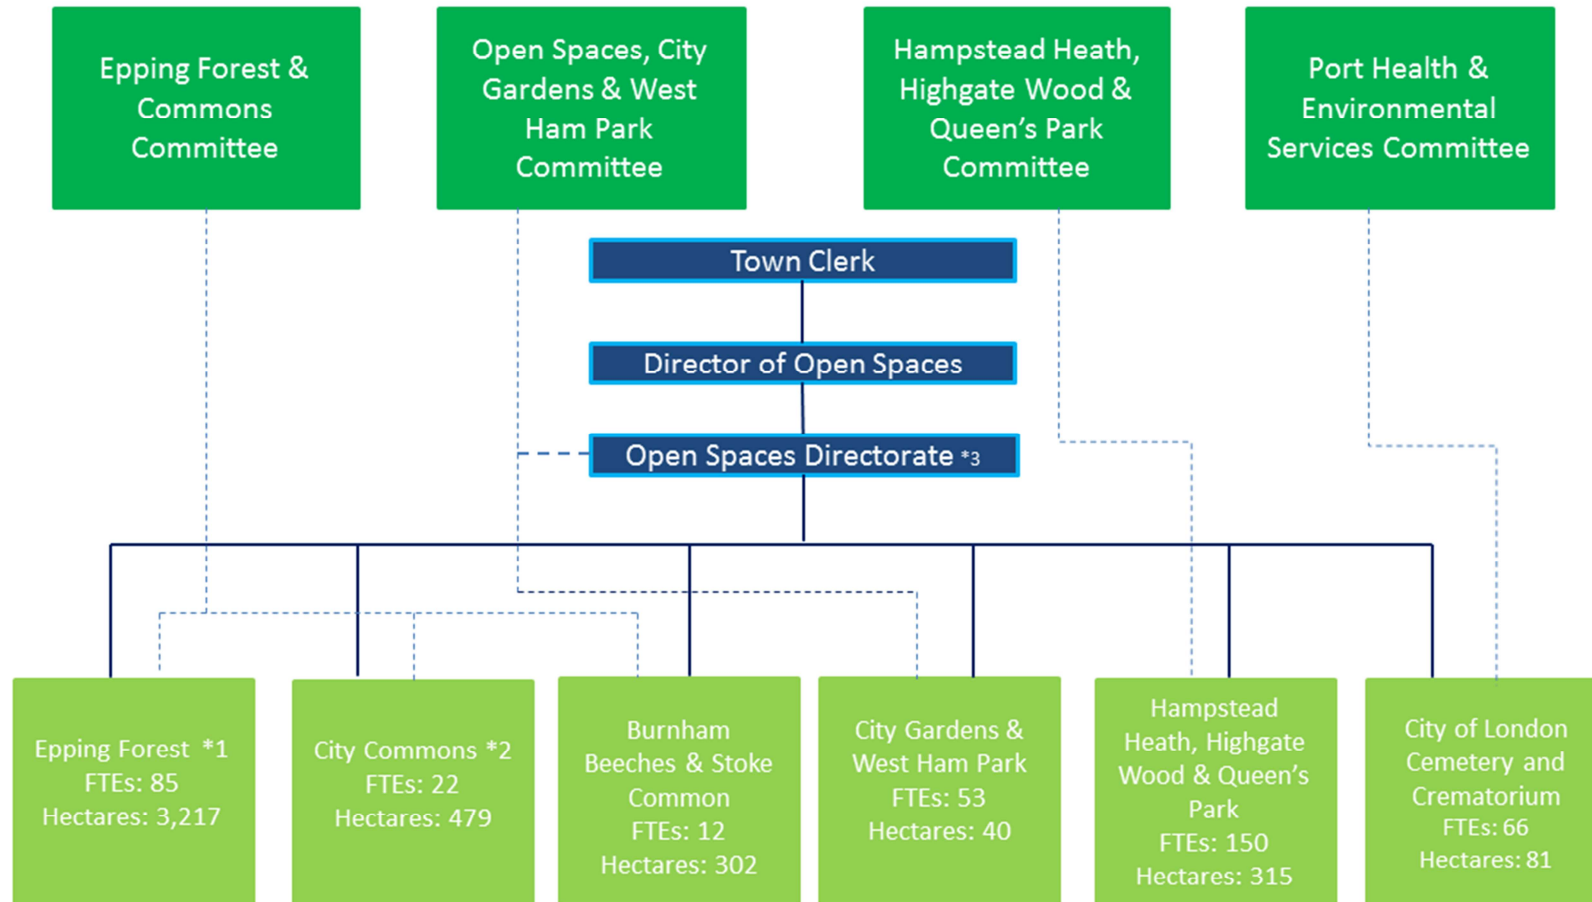 Epping Forest &
Commons
Committee
Open Spaces, City
Gardens & West
Ham Park
Committee
Hampstead Heath,
Highgate Wood &
Queen’s Park
Committee
Port Health &
Environmental
Services Committee
Town Clerk
Director of Open Spaces
Open Spaces Directorate *3
Epping Forest *1
FTEs: 85
Hectares: 3,217
City Commons *2
FTEs: 22
Hectares: 479
Burnham
Beeches & Stoke
Common
FTEs: 12
Hectares: 302
City Gardens &
West Ham Park
FTEs: 53
Hectares: 40
Hampstead
Heath, Highgate
Wood & Queen’s
Park
FTEs: 150
Hectares: 315
City of London
Cemetery and
Crematorium
FTEs: 66
Hectares: 81